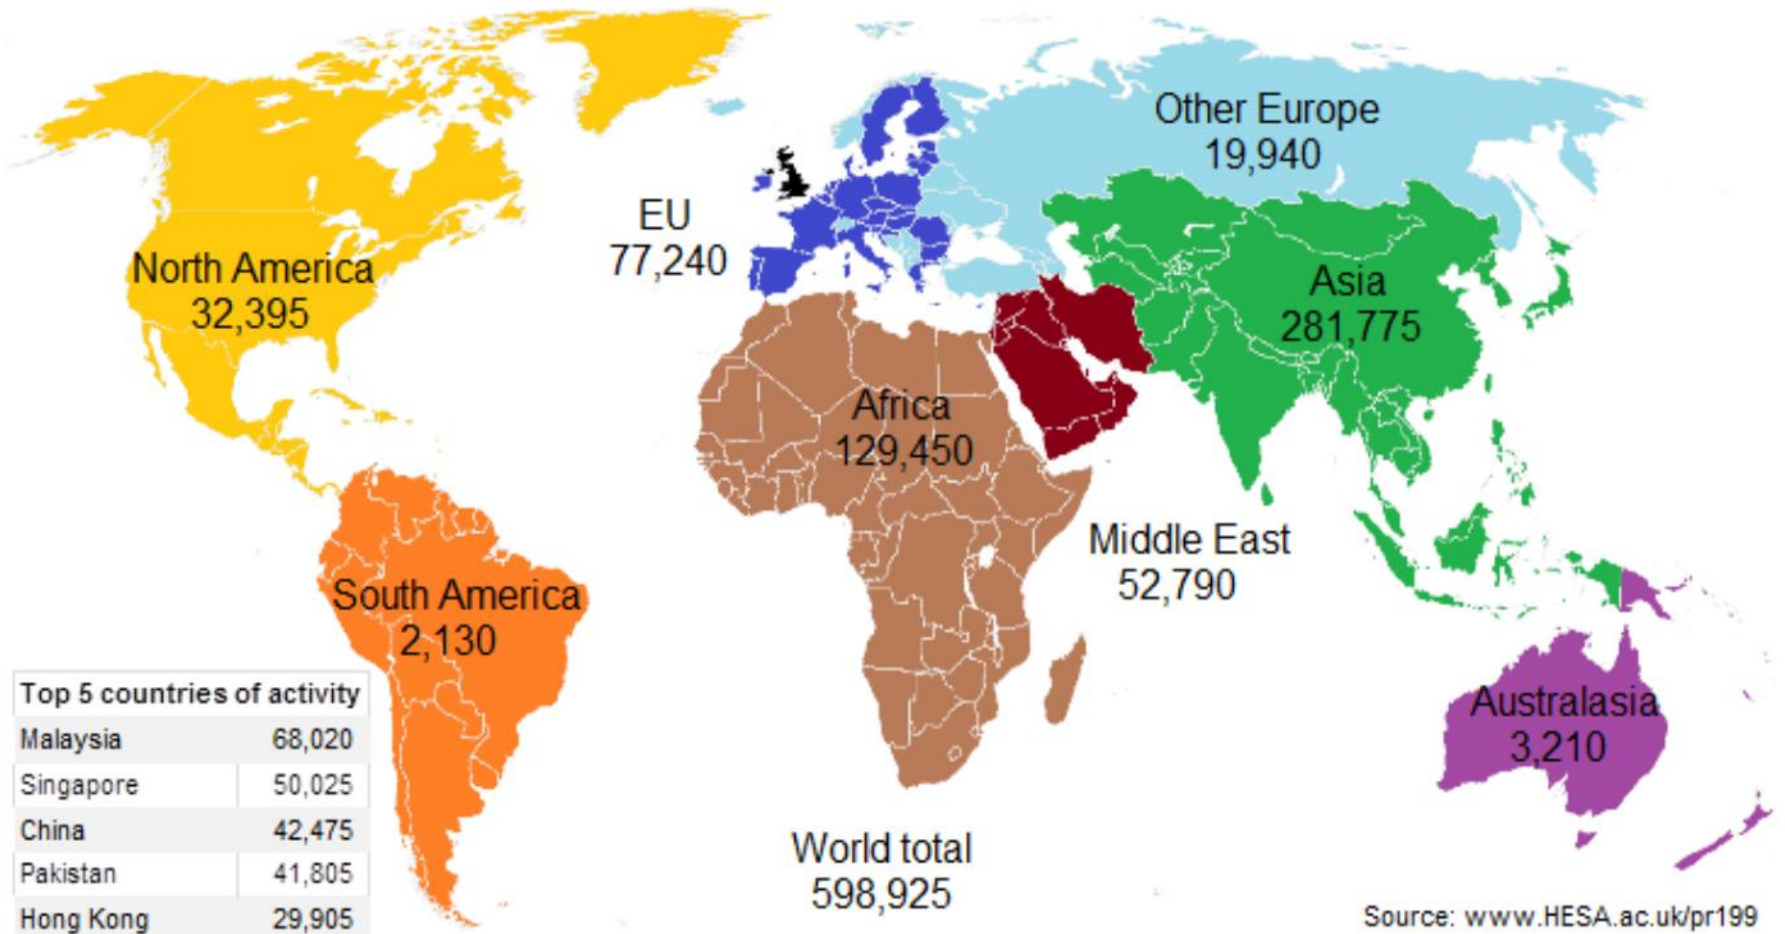 Other Europe
19,940
EU
77,240
North America
32,395
Asia
281,775
Africa
129,450
Middle East
52,790
South America
2,130
Australasia
3,210
Top 5 countries of activity
Malaysia 68,020
Singapore 50,025
China 42,475
Pakistan 41,805
Hong Kong 29,905
World total
598,925
Source: www.HESA.ac.uk/pr199